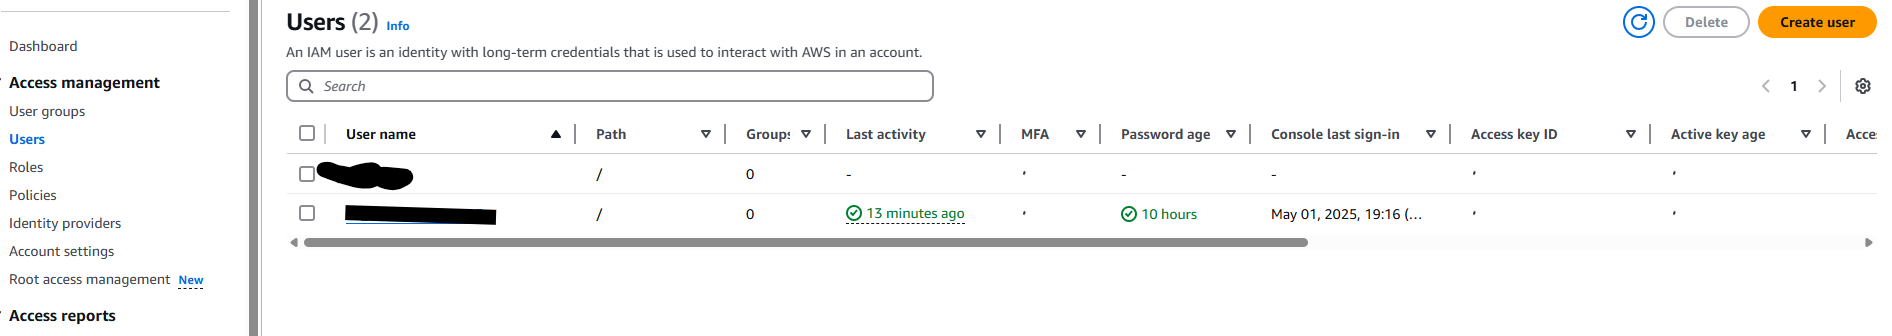 Users (2) Info
Delete
Create user
An IAM user is an identity with long-term credentials that is used to interact with AWS in an account.
Search
1
Dashboard
Access management
User groups
Users
Roles
Policies
Identity providers
Account settings
Root access management New
Access reports
User name Path Groups Last activity MFA Password age Console last sign-in Access key ID Active key age Acce
/ 0 - - -
/ 0 13 minutes ago 10 hours May 01, 2025, 19:16 (...